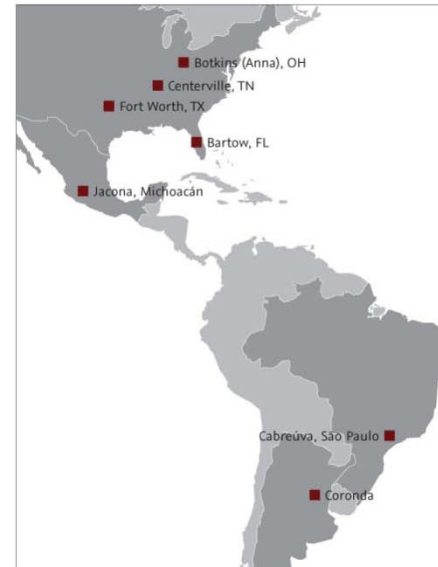 Botkins (Anna), OH
Centerville, TN
Fort Worth, TX
Bartow, FL
Jacona, Michoacán
Cabreúva, São Paulo
Coronda